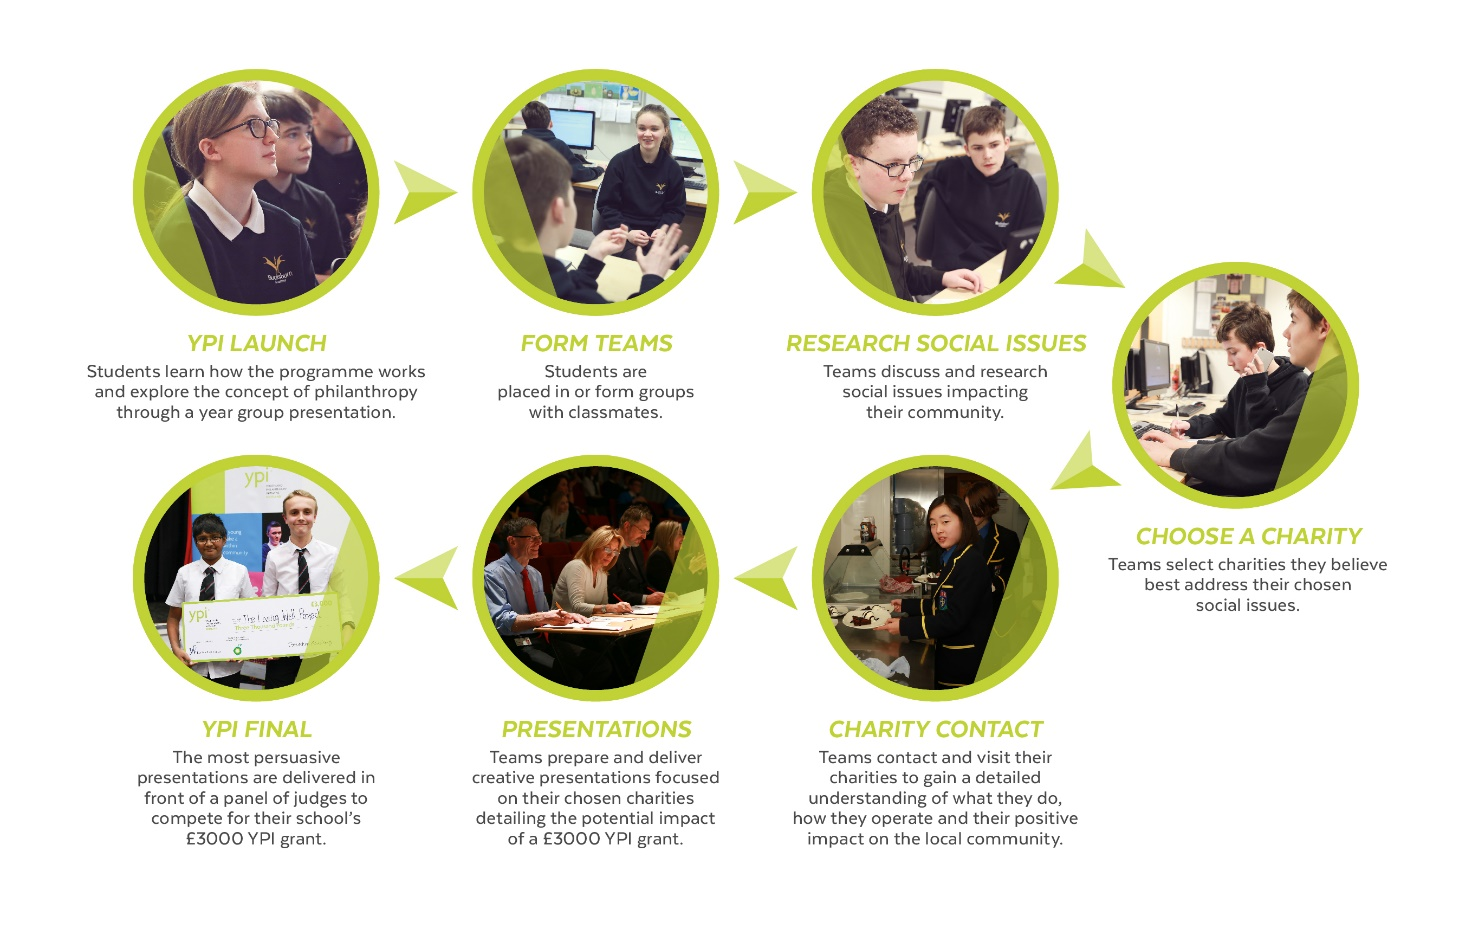 YPI LAUNCH
Students learn how the programme works
and explore the concept of philanthropy
through a year group presentation.
FORM TEAMS
Students are
placed in or form groups
with classmates.
RESEARCH SOCIAL ISSUES
Teams discuss and research
social issues impacting
their community.
CHOOSE A CHARITY
Teams select charities they believe
best address their chosen
social issues.
CHARITY CONTACT
Teams contact and visit their
charities to gain a detailed
understanding of what they do,
how they operate and their positive
impact on the local community.
PRESENTATIONS
Teams prepare and deliver
creative presentations focused
on their chosen charities
detailing the potential impact
of a £3000 YPI grant.
ypi
ypi
YPI FINAL
The most persuasive
presentations are delivered in
front of a panel of judges to
compete for their school’s
£3000 YPI grant.